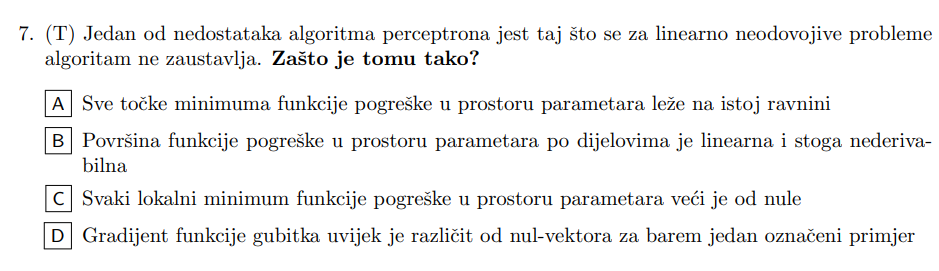 7. (T) Jedan od nedostataka algoritma perceptrona jest taj što se za linearno neodovojive probleme
algoritam ne zaustavlja. Zašto je tomu tako?
A Sve točke minimuma funkcije pogreške u prostoru parametara leže na istoj ravnini
B Površina funkcije pogreške u prostoru parametara po dijelovima je linearna i stoga nederiva-
bilna
C Svaki lokalni minimum funkcije pogreške u prostoru parametara veći je od nule
D Gradijent funkcije gubitka uvijek je različit od nul-vektora za barem jedan označeni primjer